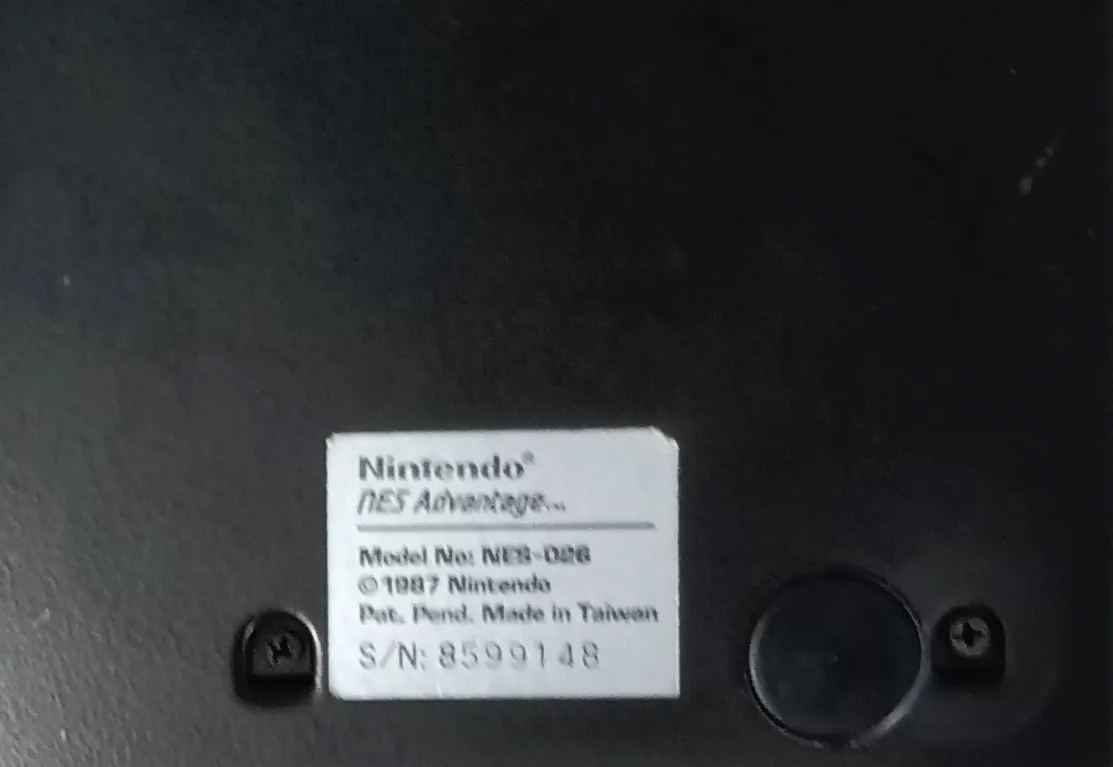 Nintendo®
NES Advantage™
Model No: NES-026
©1987 Nintendo
Pat. Pend. Made in Taiwan
S/N: 8599148